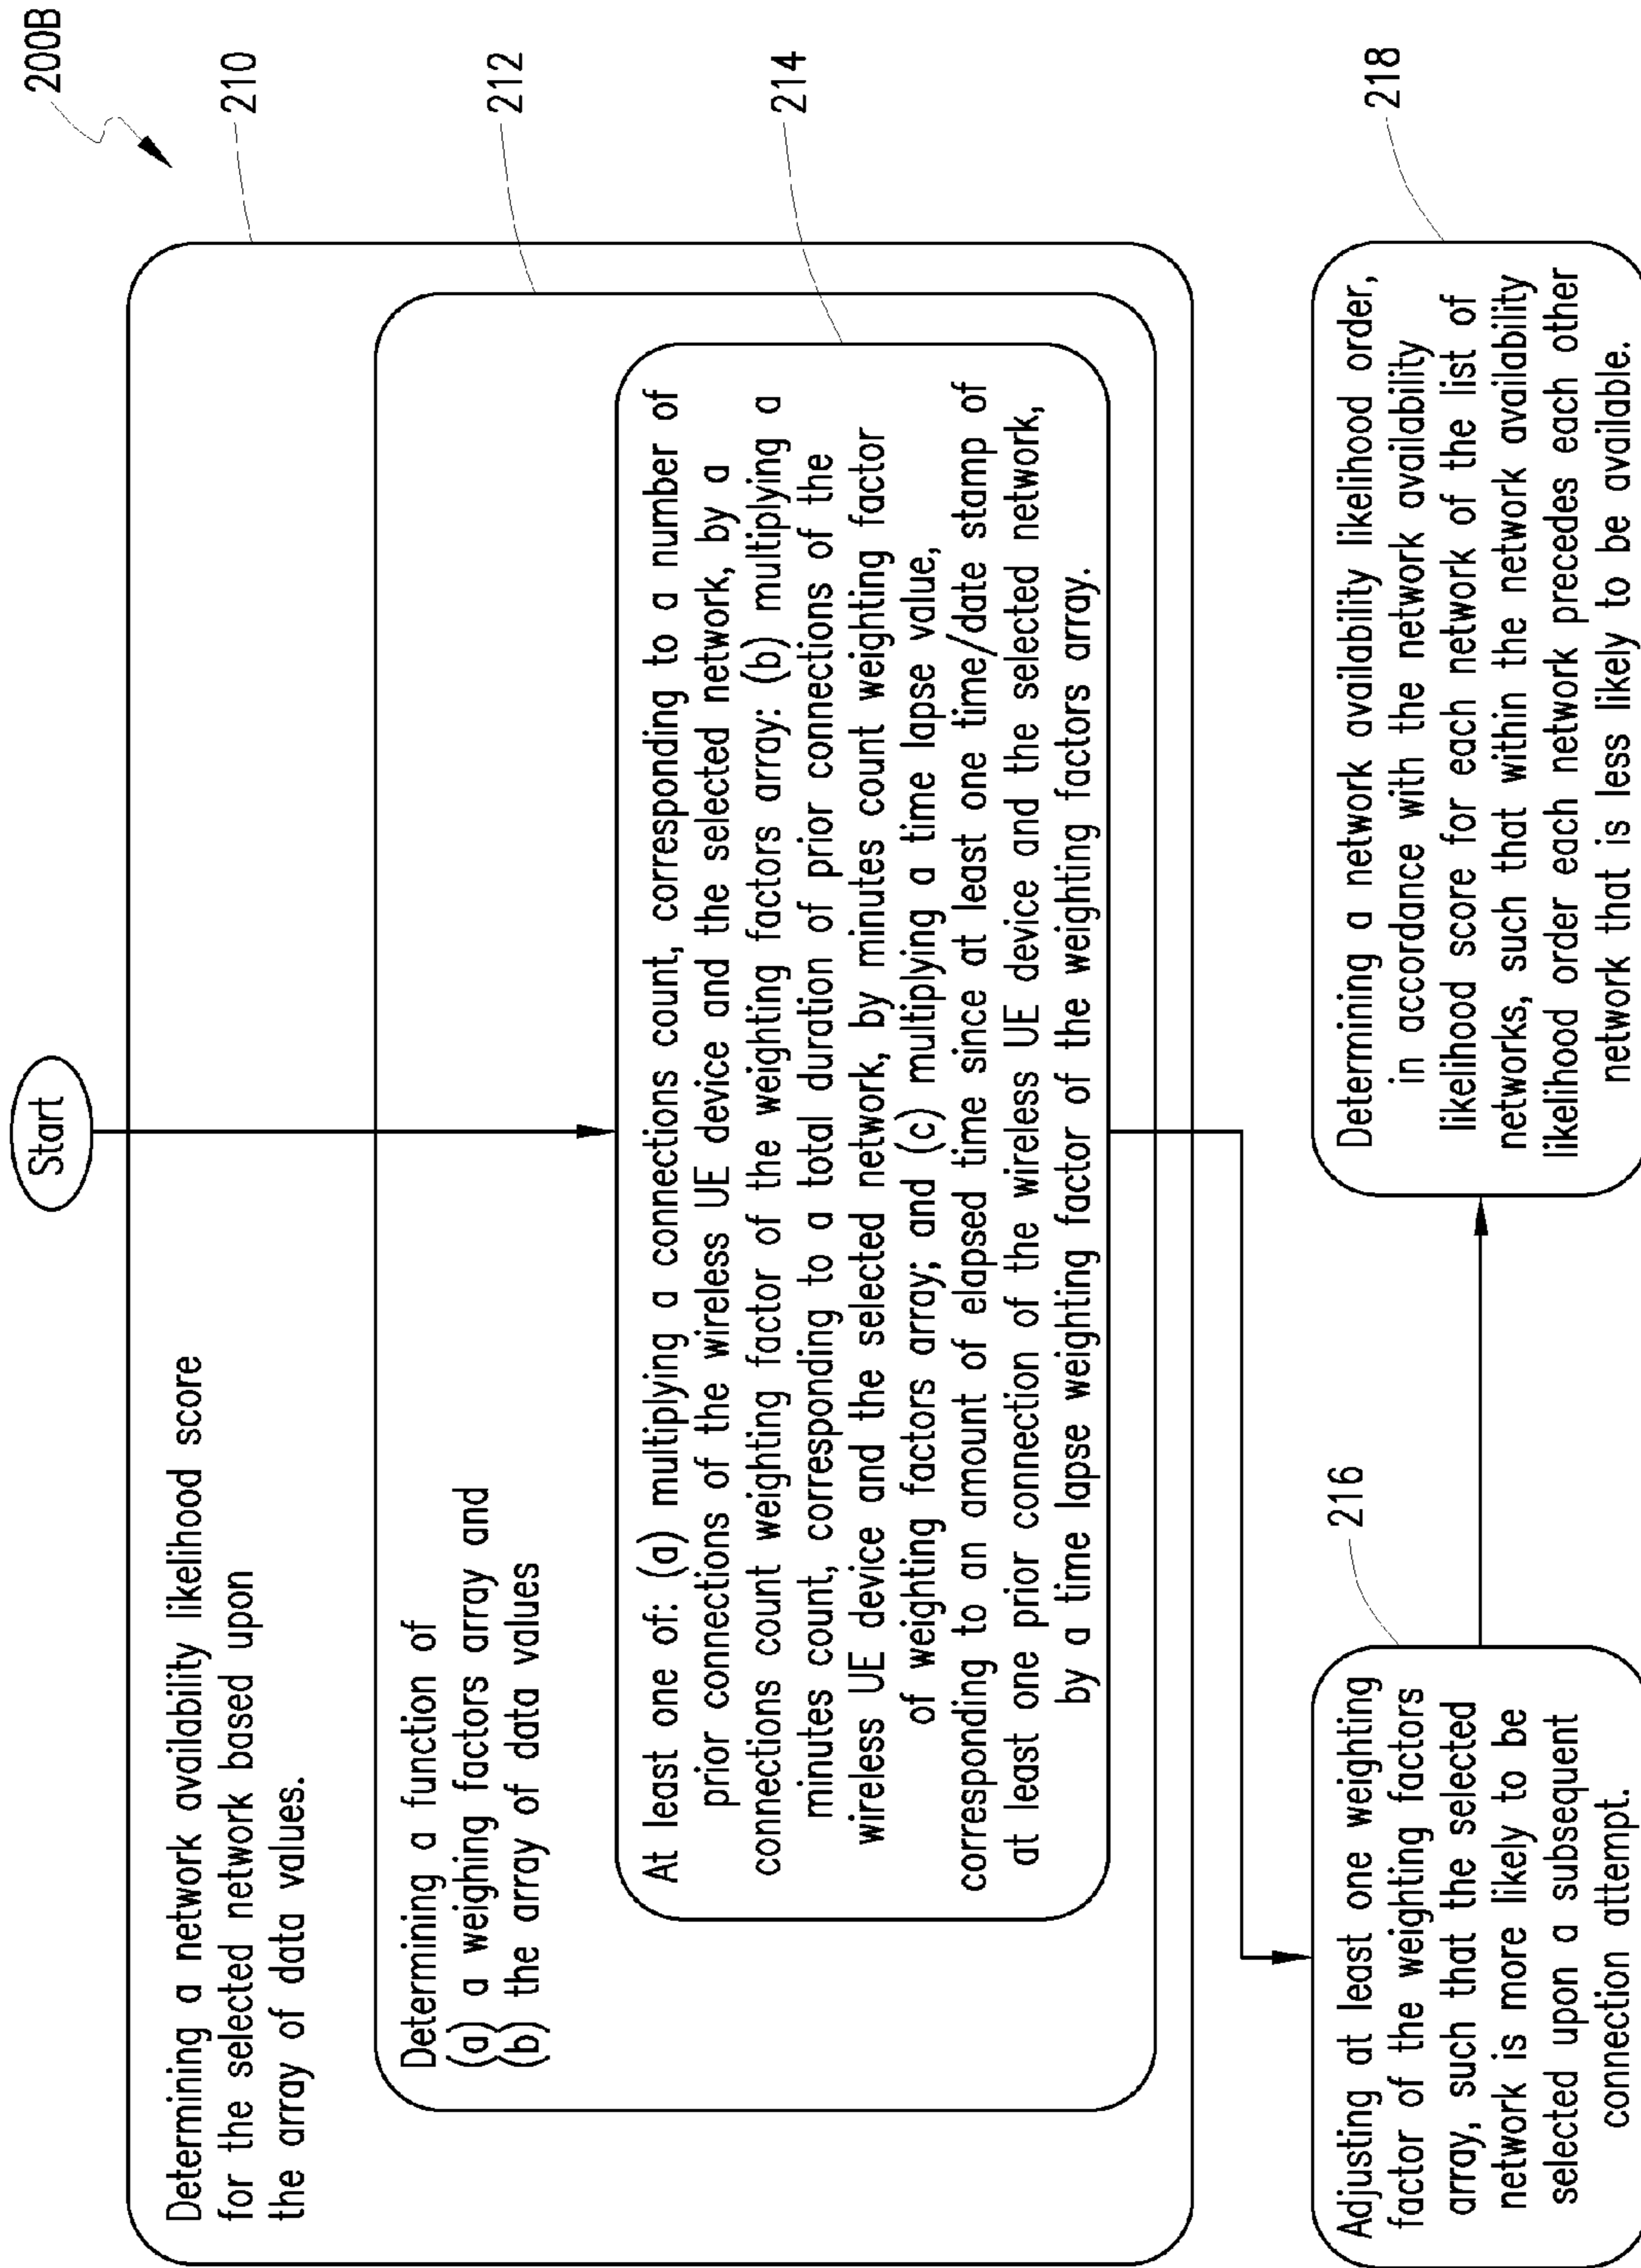 200B
Start
210
Determining a network availability likelihood score
for the selected network based upon
the array of data values.
212
Determining a function of
(a) a weighing factors array and
(b) the array of data values
214
At least one of: (a) multiplying a connections count, corresponding to a number of
prior connections of the wireless UE device and the selected network, by a
connections count weighting factor of the weighting factors array: (b) multiplying a
minutes count, corresponding to a total duration of prior connections of the
wireless UE device and the selected network, by minutes count weighting factor
of weighting factors array; and (c) multiplying a time lapse value,
corresponding to an amount of elapsed time since at least one time/date stamp of
at least one prior connection of the wireless UE device and the selected network,
by a time lapse weighting factor of the weighting factors array.
216
Adjusting at least one weighting
factor of the weighting factors
array, such that the selected
network is more likely to be
selected upon a subsequent
connection attempt.
218
Determining a network availability likelihood order,
in accordance with the network availability
likelihood score for each network of the list of
networks, such that within the network availability
likelihood order each network precedes each other
network that is less likely to be available.